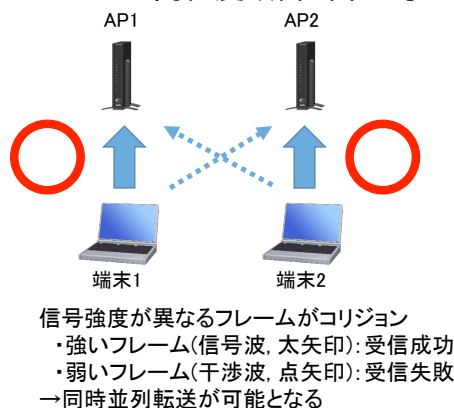 AP1
AP2
端末1
端末2
信号強度が異なるフレームがコリジョン
・強いフレーム(信号波, 太矢印): 受信成功
・弱いフレーム(干渉波, 点矢印): 受信失敗
→同時並列転送が可能となる